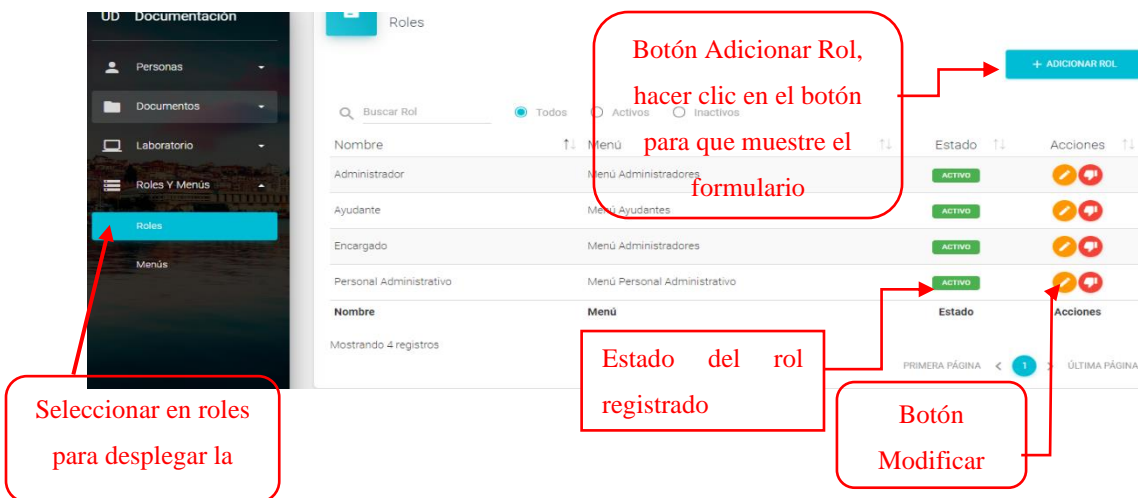 UD Documentación
Roles
Personas
Documentos
Laboratorio
Roles Y Menús
Roles
Menús
+ ADICIONAR ROL
Botón Adicionar Rol,
hacer clic en el botón
para que muestre el
formulario
Buscar Rol Todos Activos Inactivos
Nombre Menú Estado Acciones
Administrador Menú Administradores ACTIVO
Ayudante Menú Ayudantes ACTIVO
Encargado Menú Administradores ACTIVO
Personal Administrativo Menú Personal Administrativo ACTIVO
Nombre Menú Estado Acciones
Mostrando 4 registros
PRIMERA PÁGINA < 1 > ÚLTIMA PÁGINA
Estado del rol
registrado
Botón
Modificar
Seleccionar en roles
para desplegar la